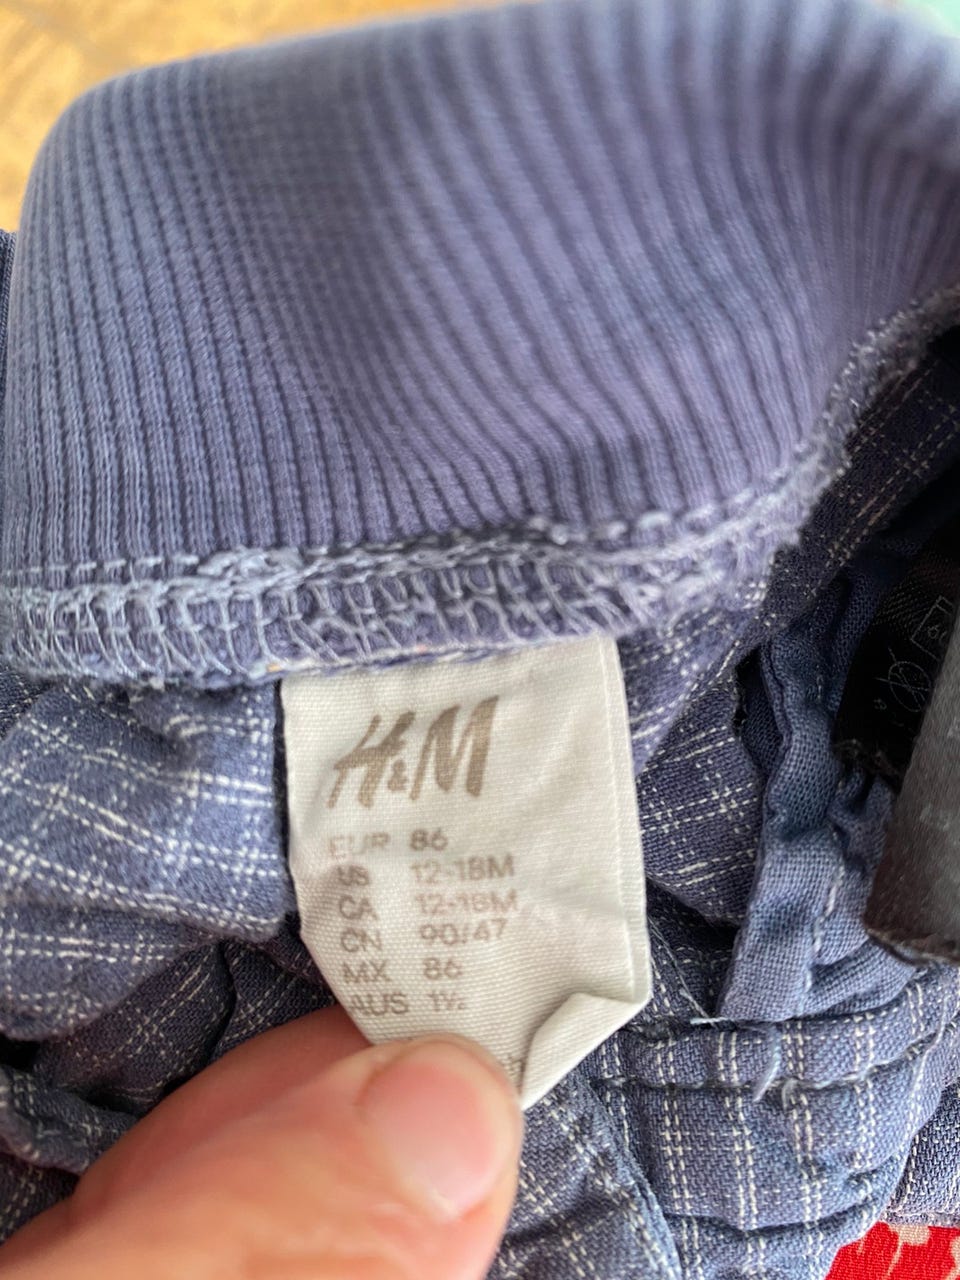 H&M
EUR 86
US 12-18M
CA 12-18M
CN 90/47
MX 86
AUS 1½